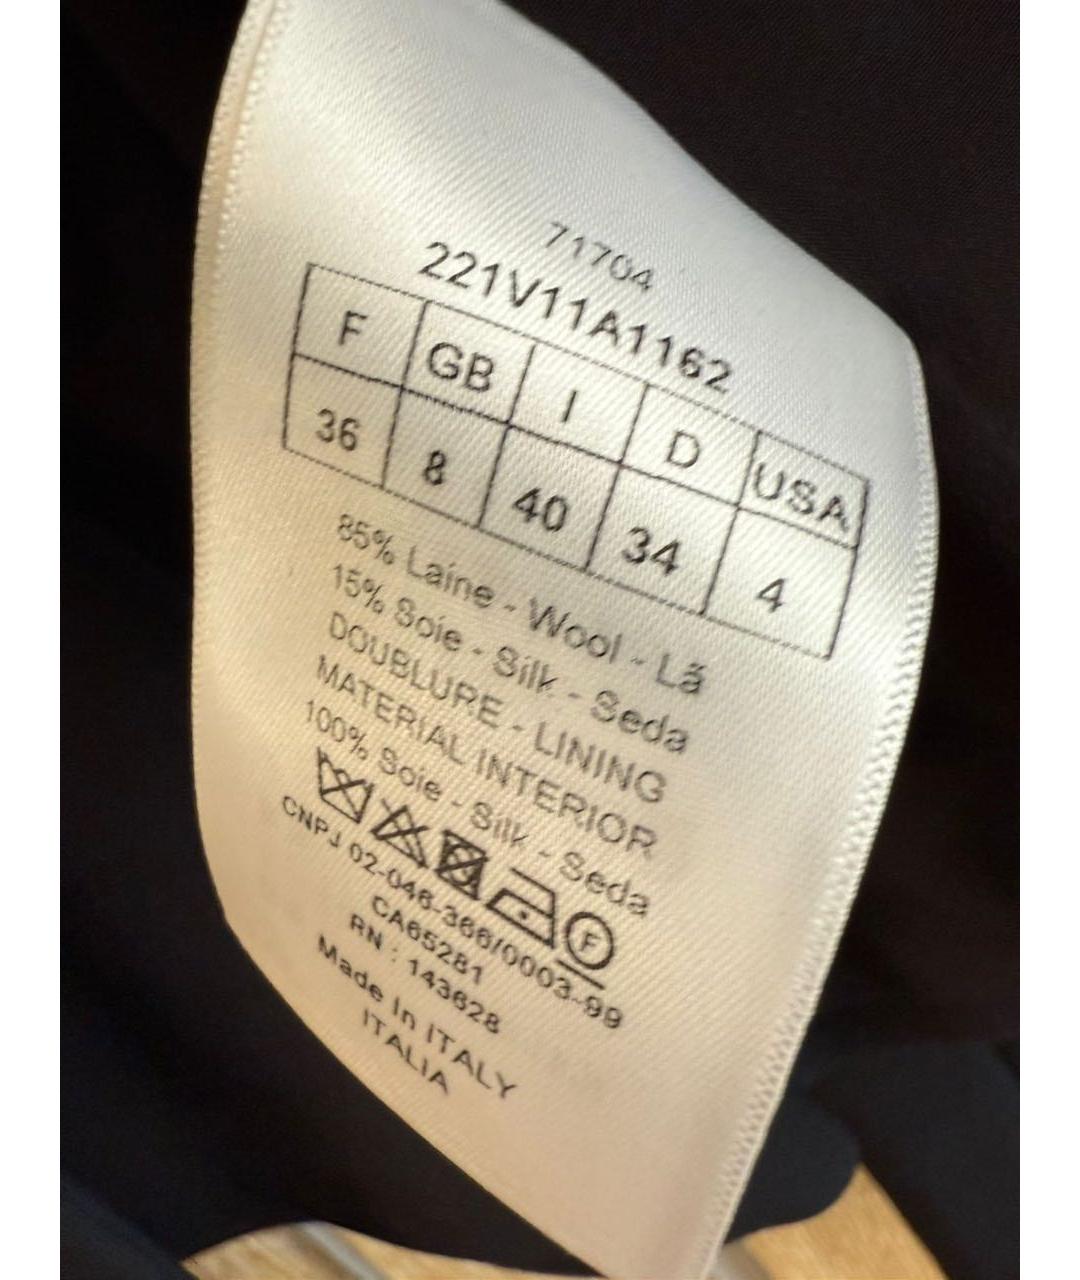 71704
221V11A1162
F GB I D USA
36 8 40 34 4
85% Laine - Wool - Lã
15% Soie - Silk - Seda
DOUBLURE - LINING
MATERIAL INTERIOR
100% Soie - Silk - Seda
F
CNPJ 02-046-366/0003-99
CA65281
RN : 143628
Made In ITALY
ITALIA